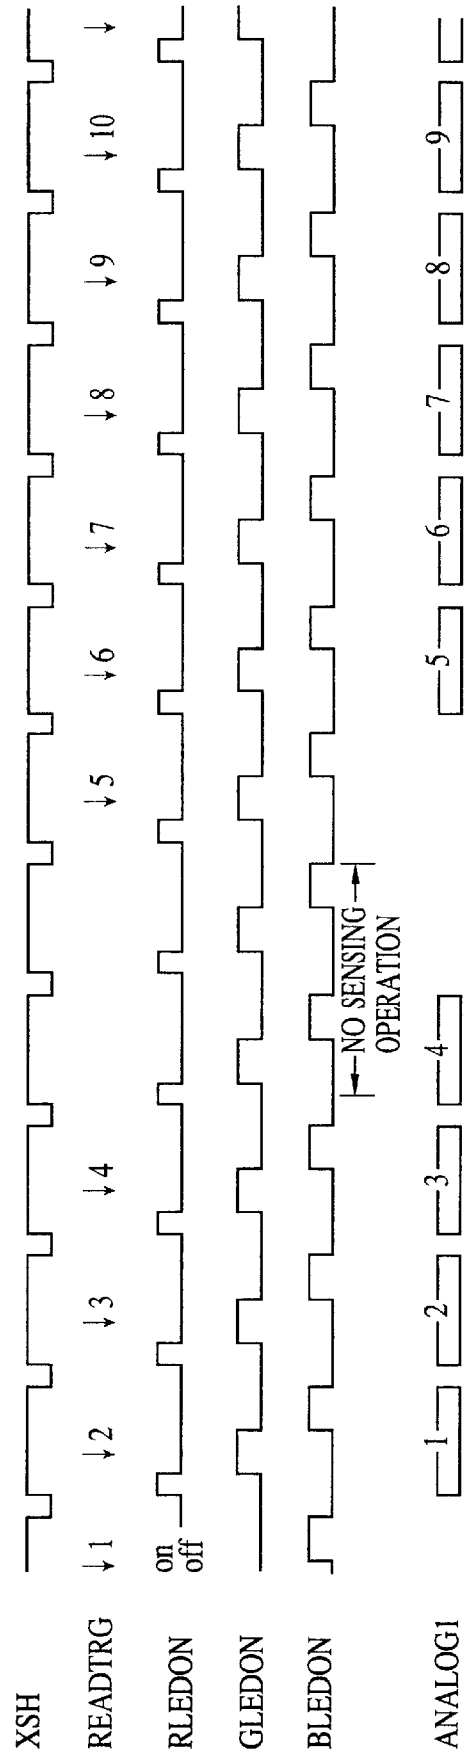 XSH
READTRG 1 2 3 4 5 6 7 8 9 10
RLEDON on
off
GLEDON
BLEDON
NO SENSING
OPERATION
ANALOG1 1 2 3 4 5 6 7 8 9